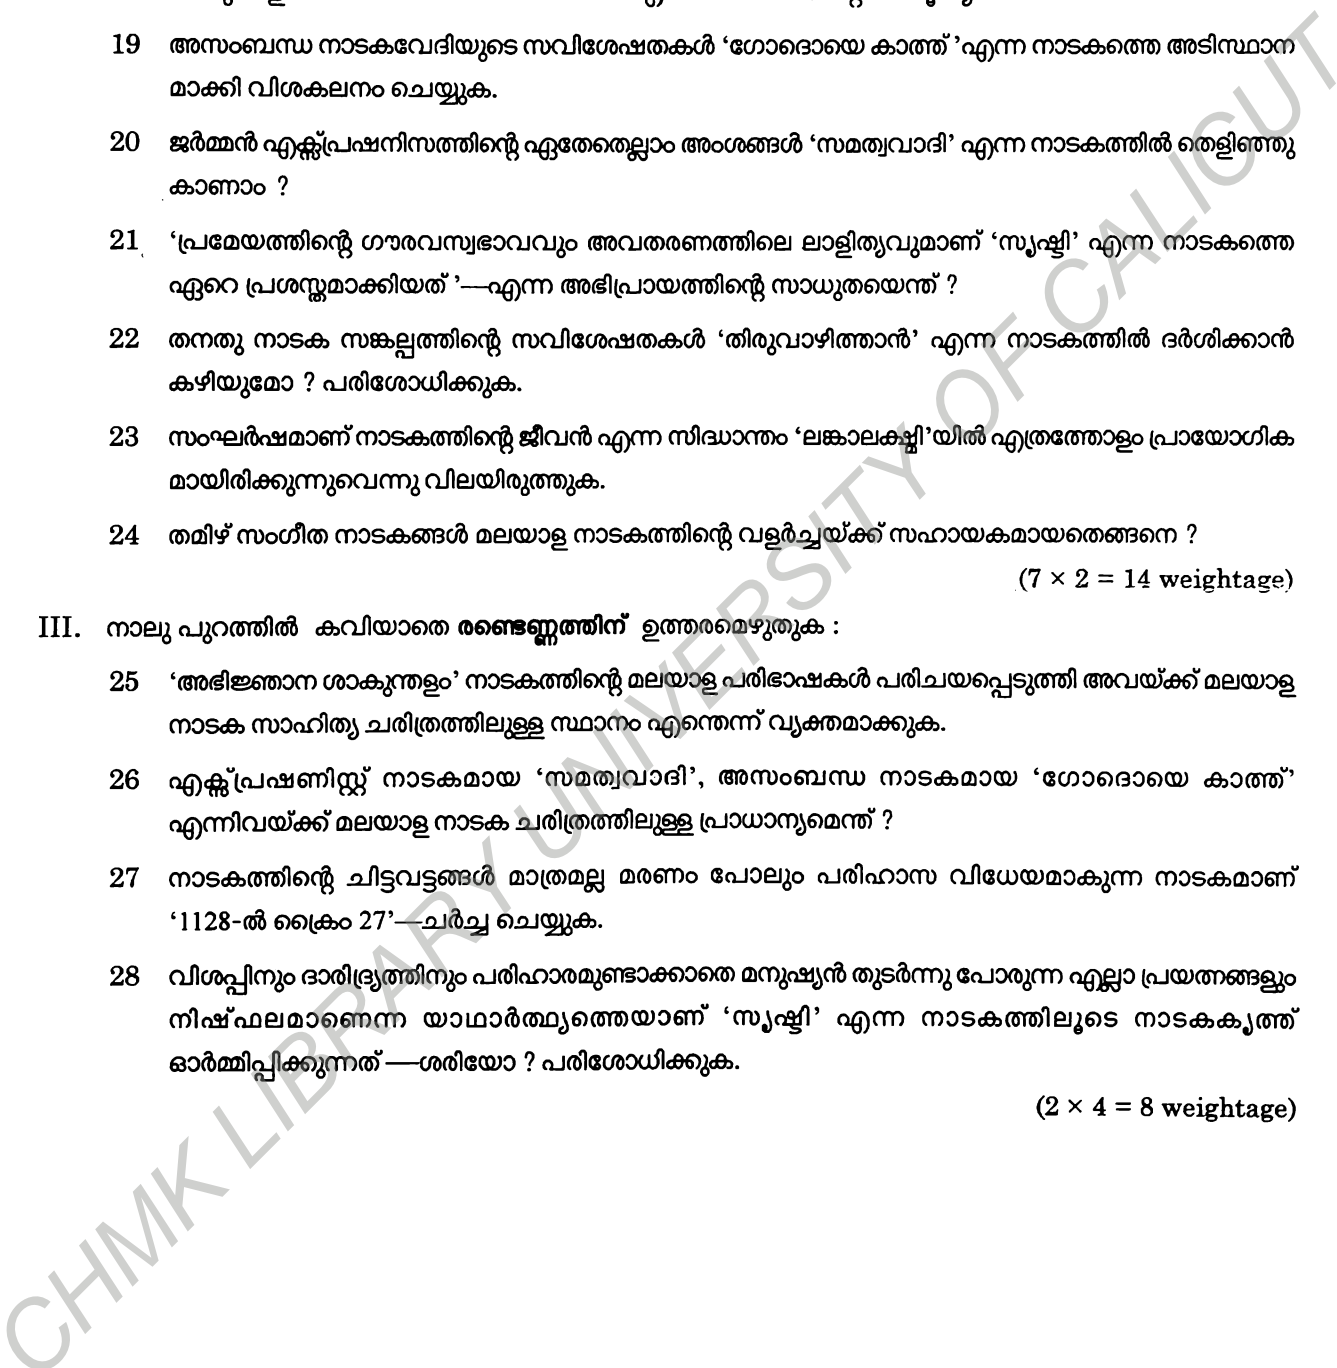 19 അസംബന്ധ നാടകവേദിയുടെ സവിശേഷതകൾ ‘ഗോദൊയെ കാത്ത് ’എന്ന നാടകത്തെ അടിസ്ഥാന
മാക്കി വിശകലനം ചെയ്യുക.
20 ജർമ്മൻ എക്സ്പ്രഷനിസത്തിന്റെ ഏതേതെല്ലാം അംശങ്ങൾ ‘സമത്വവാദി’ എന്ന നാടകത്തിൽ തെളിഞ്ഞു
കാണാം ?
21 ‘പ്രമേയത്തിന്റെ ഗൗരവസ്വഭാവവും അവതരണത്തിലെ ലാളിത്യവുമാണ് ‘സൃഷ്ടി’ എന്ന നാടകത്തെ
ഏറെ പ്രശസ്തമാക്കിയത് ’—എന്ന അഭിപ്രായത്തിന്റെ സാധുതയെന്ത് ?
22 തനതു നാടക സങ്കല്പത്തിന്റെ സവിശേഷതകൾ ‘തിരുവാഴിത്താൻ’ എന്ന നാടകത്തിൽ ദർശിക്കാൻ
കഴിയുമോ ? പരിശോധിക്കുക.
23 സംഘർഷമാണ് നാടകത്തിന്റെ ജീവൻ എന്ന സിദ്ധാന്തം ‘ലങ്കാലക്ഷ്മി’യിൽ എത്രത്തോളം പ്രായോഗിക
മായിരിക്കുന്നുവെന്നു വിലയിരുത്തുക.
24 തമിഴ് സംഗീത നാടകങ്ങൾ മലയാള നാടകത്തിന്റെ വളർച്ചയ്ക്ക് സഹായകമായതെങ്ങനെ ?
(7 × 2 = 14 weightage)
III. നാലു പുറത്തിൽ കവിയാതെ രണ്ടെണ്ണത്തിന് ഉത്തരമെഴുതുക :
25 ‘അഭിജ്ഞാന ശാകുന്തളം’ നാടകത്തിന്റെ മലയാള പരിഭാഷകൾ പരിചയപ്പെടുത്തി അവയ്ക്ക് മലയാള
നാടക സാഹിത്യ ചരിത്രത്തിലുള്ള സ്ഥാനം എന്തെന്ന് വ്യക്തമാക്കുക.
26 എക്സ്പ്രഷണിസ്റ്റ് നാടകമായ ‘സമത്വവാദി’, അസംബന്ധ നാടകമായ ‘ഗോദൊയെ കാത്ത്’
എന്നിവയ്ക്ക് മലയാള നാടക ചരിത്രത്തിലുള്ള പ്രാധാന്യമെന്ത് ?
27 നാടകത്തിന്റെ ചിട്ടവട്ടങ്ങൾ മാത്രമല്ല മരണം പോലും പരിഹാസ വിധേയമാകുന്ന നാടകമാണ്
‘1128-ൽ ക്രൈം 27’—ചർച്ച ചെയ്യുക.
28 വിശപ്പിനും ദാരിദ്ര്യത്തിനും പരിഹാരമുണ്ടാക്കാതെ മനുഷ്യൻ തുടർന്നു പോരുന്ന എല്ലാ പ്രയത്നങ്ങളും
നിഷ്ഫലമാണെന്ന യാഥാർത്ഥ്യത്തെയാണ് ‘സൃഷ്ടി’ എന്ന നാടകത്തിലൂടെ നാടകകൃത്ത്
ഓർമ്മിപ്പിക്കുന്നത് —ശരിയോ ? പരിശോധിക്കുക.
(2 × 4 = 8 weightage)
CHMK LIBRARY UNIVERSITY OF CALICUT